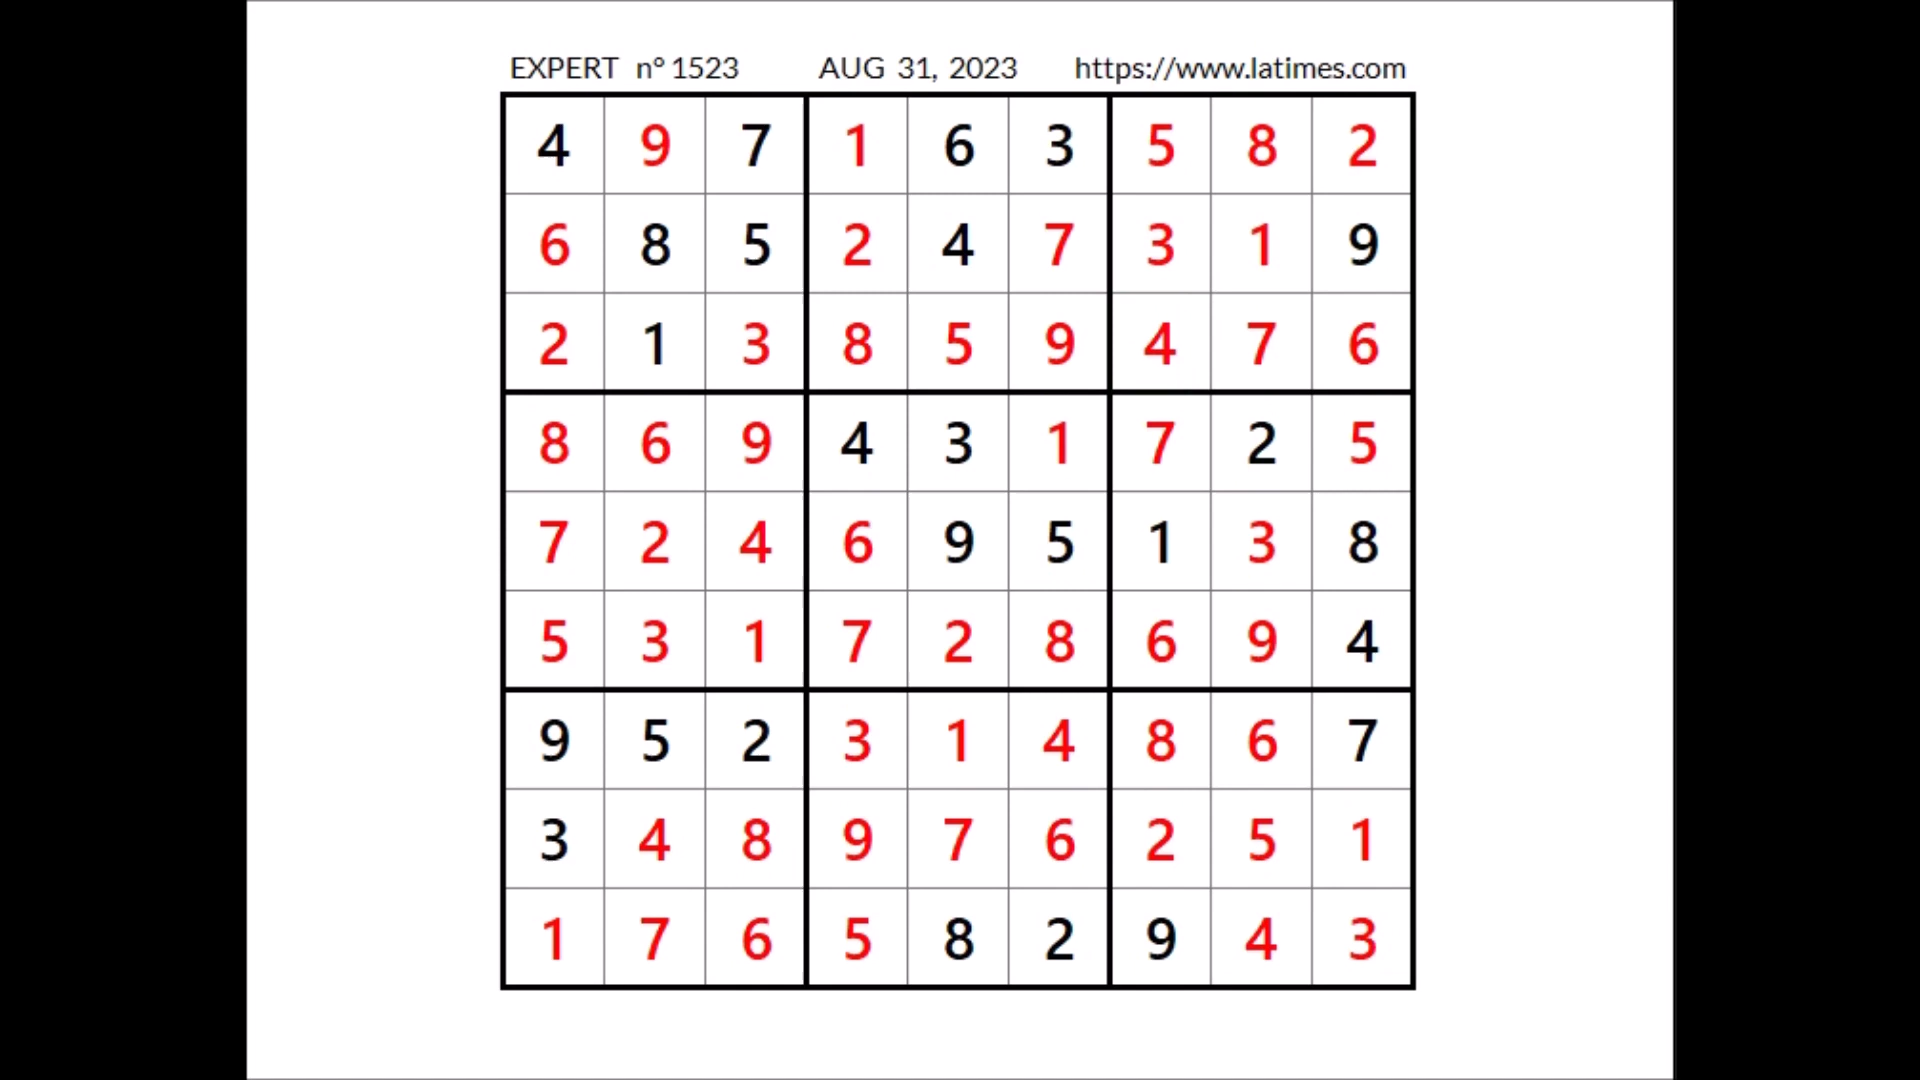 EXPERT n° 1523 AUG 31, 2023 https://www.latimes.com
4 9 7 1 6 3 5 8 2
6 8 5 2 4 7 3 1 9
2 1 3 8 5 9 4 7 6
8 6 9 4 3 1 7 2 5
7 2 4 6 9 5 1 3 8
5 3 1 7 2 8 6 9 4
9 5 2 3 1 4 8 6 7
3 4 8 9 7 6 2 5 1
1 7 6 5 8 2 9 4 3